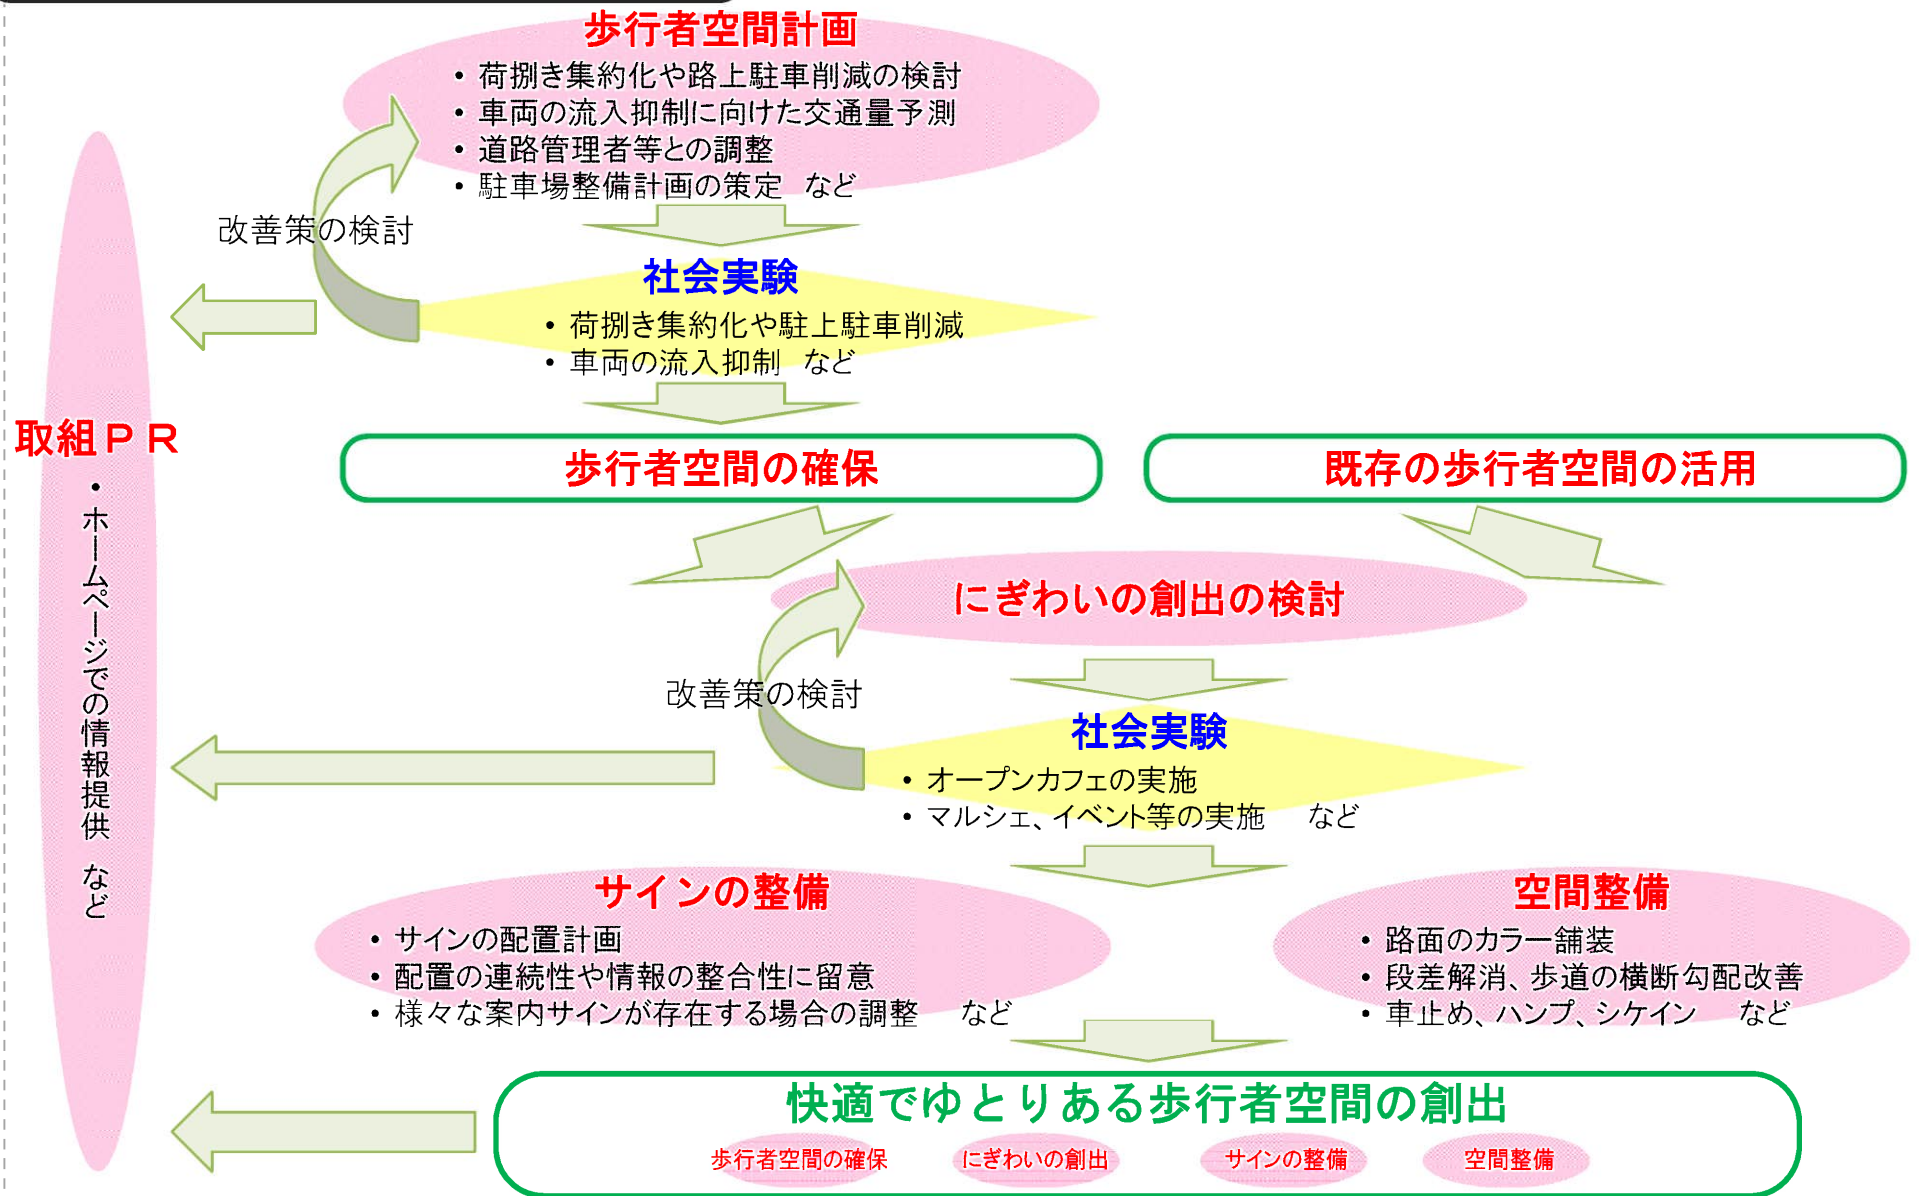 歩行者空間計画
• 荷捌き集約化や路上駐車削減の検討
• 車両の流入抑制に向けた交通量予測
• 道路管理者等との調整
• 駐車場整備計画の策定　など
改善策の検討
社会実験
• 荷捌き集約化や駐上駐車削減
• 車両の流入抑制　など
取組ＰＲ
・ホームページでの情報提供　など
歩行者空間の確保
既存の歩行者空間の活用
にぎわいの創出の検討
改善策の検討
社会実験
• オープンカフェの実施
• マルシェ、イベント等の実施　など
サインの整備
• サインの配置計画
• 配置の連続性や情報の整合性に留意
• 様々な案内サインが存在する場合の調整　など
空間整備
• 路面のカラー舗装
• 段差解消、歩道の横断勾配改善
• 車止め、ハンプ、シケイン　など
快適でゆとりある歩行者空間の創出
歩行者空間の確保
にぎわいの創出
サインの整備
空間整備